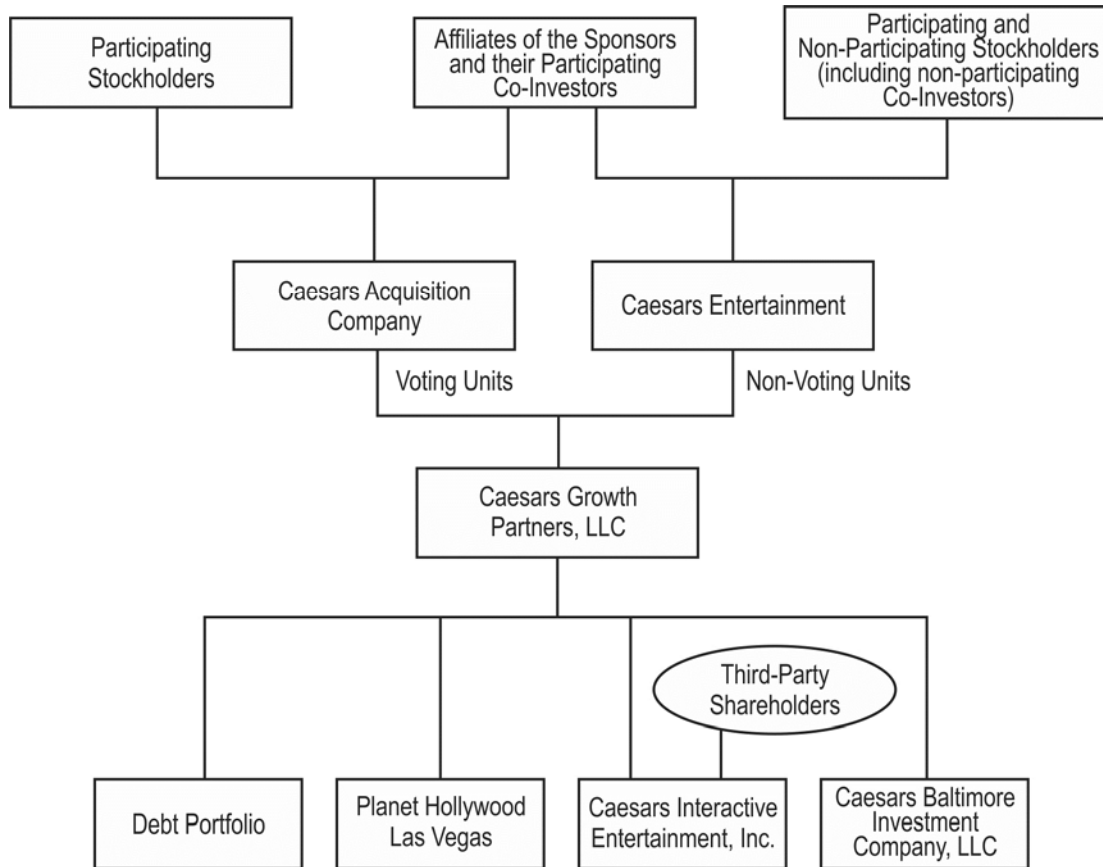 Participating
Stockholders
Affiliates of the Sponsors
and their Participating
Co-Investors
Participating and
Non-Participating Stockholders
(including non-participating
Co-Investors)
Caesars Acquisition
Company
Caesars Entertainment
Voting Units
Non-Voting Units
Caesars Growth
Partners, LLC
Third-Party
Shareholders
Debt Portfolio
Planet Hollywood
Las Vegas
Caesars Interactive
Entertainment, Inc.
Caesars Baltimore
Investment
Company, LLC